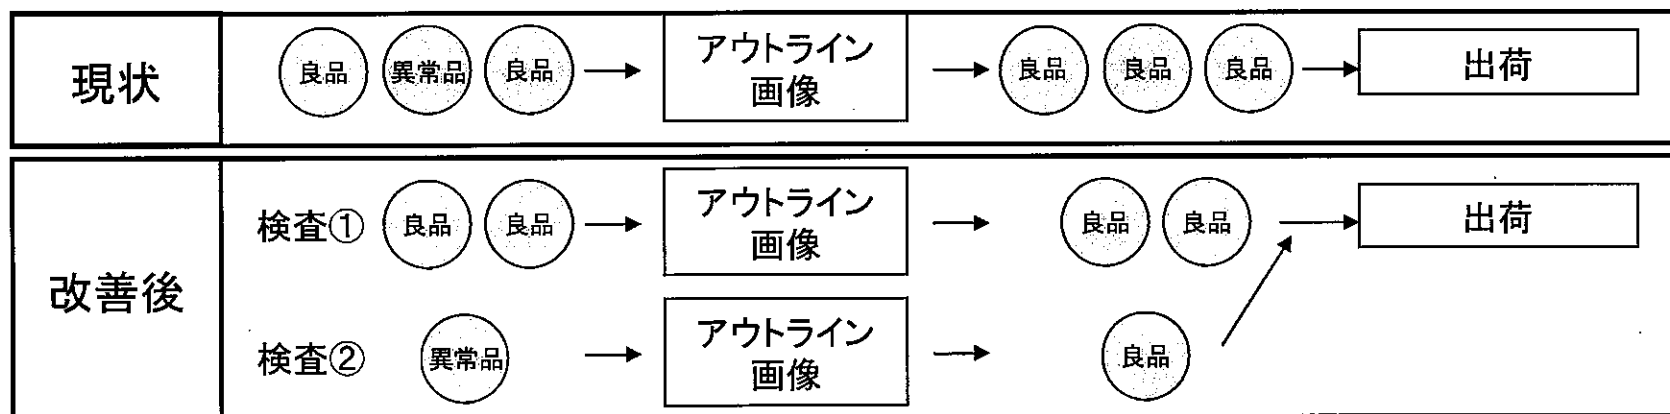 現状
良品 異常品 良品 → アウトライン
画像 → 良品 良品 良品 → 出荷
改善後
検査① 良品 良品 → アウトライン
画像 → 良品 良品 → 出荷
検査② 異常品 → アウトライン
画像 → 良品